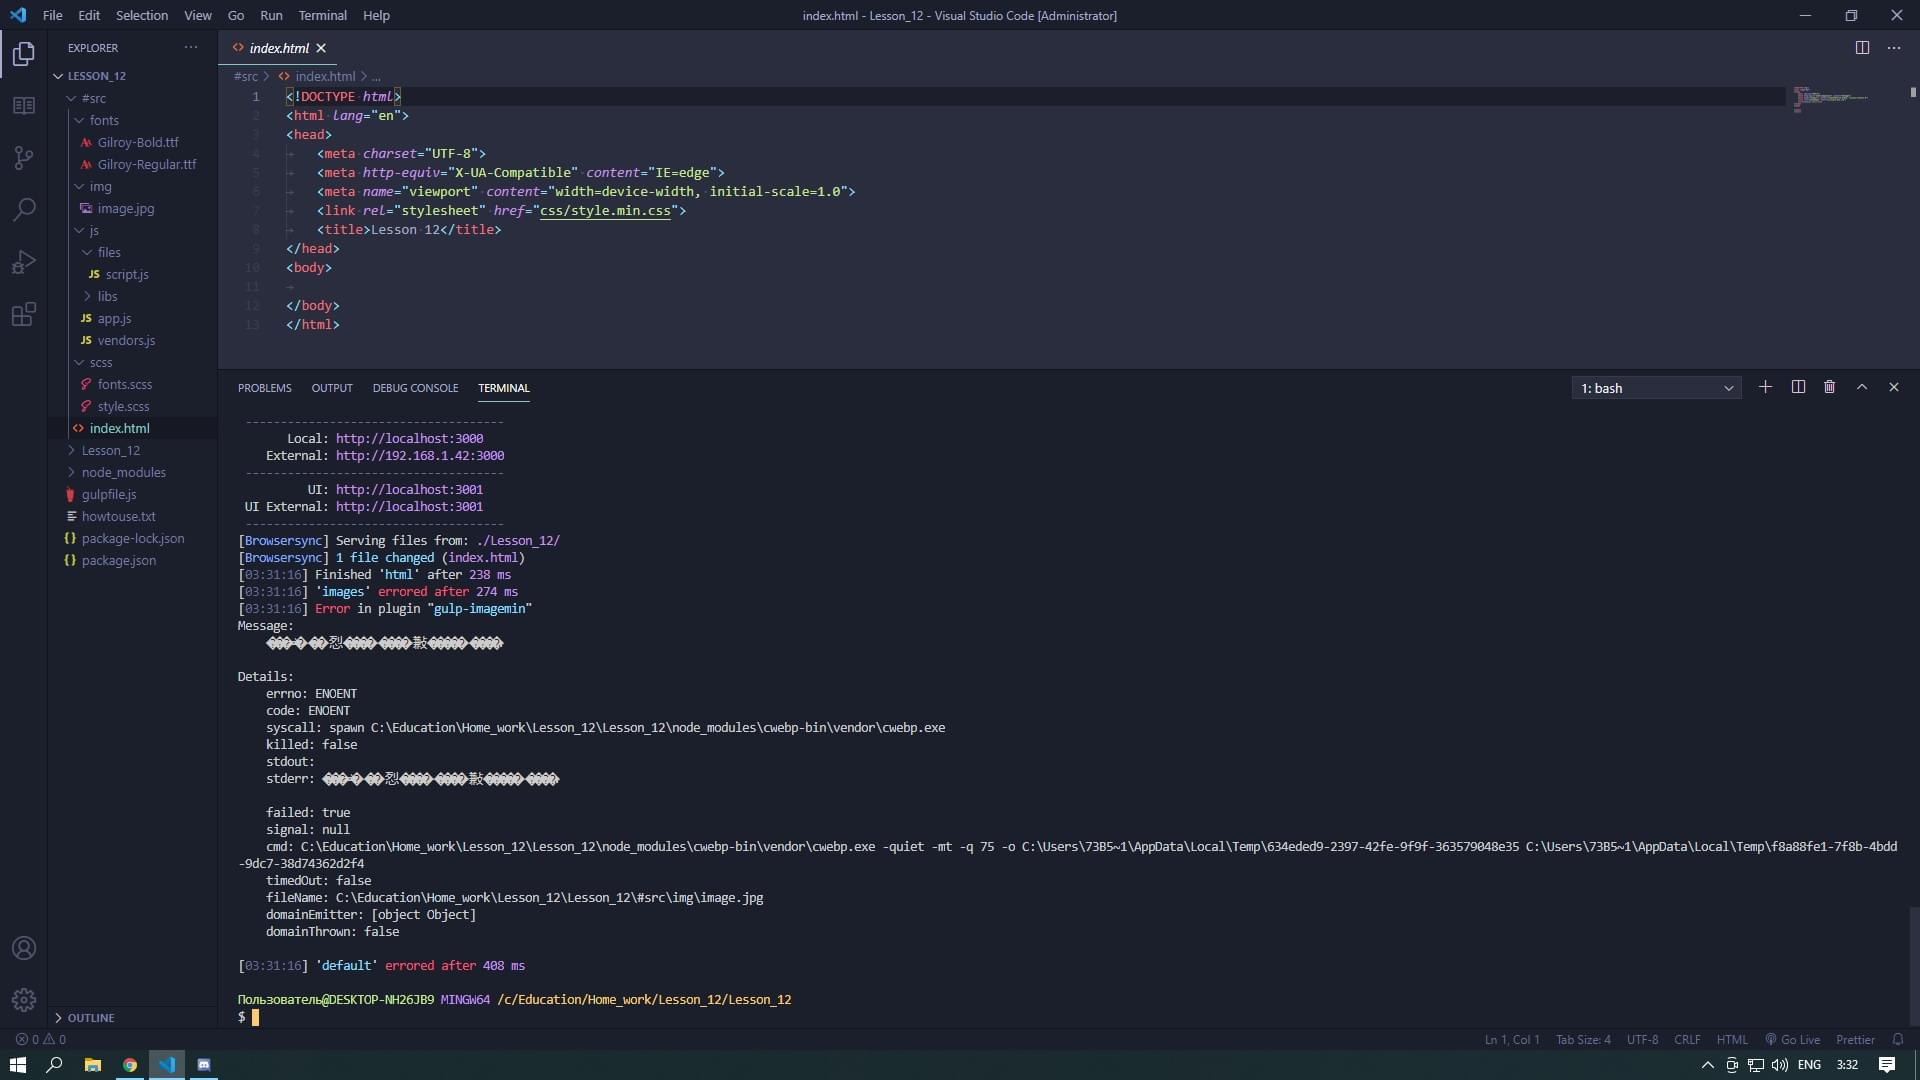 File Edit Selection View Go Run Terminal Help
index.html - Lesson_12 - Visual Studio Code [Administrator]
EXPLORER
LESSON_12
#src
fonts
Gilroy-Bold.ttf
Gilroy-Regular.ttf
img
image.jpg
js
files
JS script.js
libs
JS app.js
JS vendors.js
scss
fonts.scss
style.scss
index.html
Lesson_12
node_modules
gulpfile.js
howtouse.txt
package-lock.json
package.json
OUTLINE
index.html
#src > index.html > ...
1 <!DOCTYPE html>
2 <html lang="en">
3 <head>
4 <meta charset="UTF-8">
5 <meta http-equiv="X-UA-Compatible" content="IE=edge">
6 <meta name="viewport" content="width=device-width, initial-scale=1.0">
7 <link rel="stylesheet" href="css/style.min.css">
8 <title>Lesson 12</title>
9 </head>
10 <body>
11
12 </body>
13 </html>
PROBLEMS OUTPUT DEBUG CONSOLE TERMINAL
1: bash
-------------------------------------
Local: http://localhost:3000
External: http://192.168.1.42:3000
-------------------------------------
UI: http://localhost:3001
UI External: http://localhost:3001
-------------------------------------
[Browsersync] Serving files from: ./Lesson_12/
[Browsersync] 1 file changed (index.html)
[03:31:16] Finished 'html' after 238 ms
[03:31:16] 'images' errored after 274 ms
[03:31:16] Error in plugin "gulp-imagemin"
Message:
Details:
errno: ENOENT
code: ENOENT
syscall: spawn C:\Education\Home_work\Lesson_12\Lesson_12\node_modules\cwebp-bin\vendor\cwebp.exe
killed: false
stdout:
stderr:
failed: true
signal: null
cmd: C:\Education\Home_work\Lesson_12\Lesson_12\node_modules\cwebp-bin\vendor\cwebp.exe -quiet -mt -q 75 -o C:\Users\73B5~1\AppData\Local\Temp\634eded9-2397-42fe-9f9f-363579048e35 C:\Users\73B5~1\AppData\Local\Temp\f8a88fe1-7f8b-4bdd
-9dc7-38d74362d2f4
timedOut: false
fileName: C:\Education\Home_work\Lesson_12\Lesson_12\#src\img\image.jpg
domainEmitter: [object Object]
domainThrown: false
[03:31:16] 'default' errored after 408 ms
Пользователь@DESKTOP-NH26JB9 MINGW64 /c/Education/Home_work/Lesson_12/Lesson_12
$
0 0
Ln 1, Col 1 Tab Size: 4 UTF-8 CRLF HTML Go Live Prettier
ENG 3:32